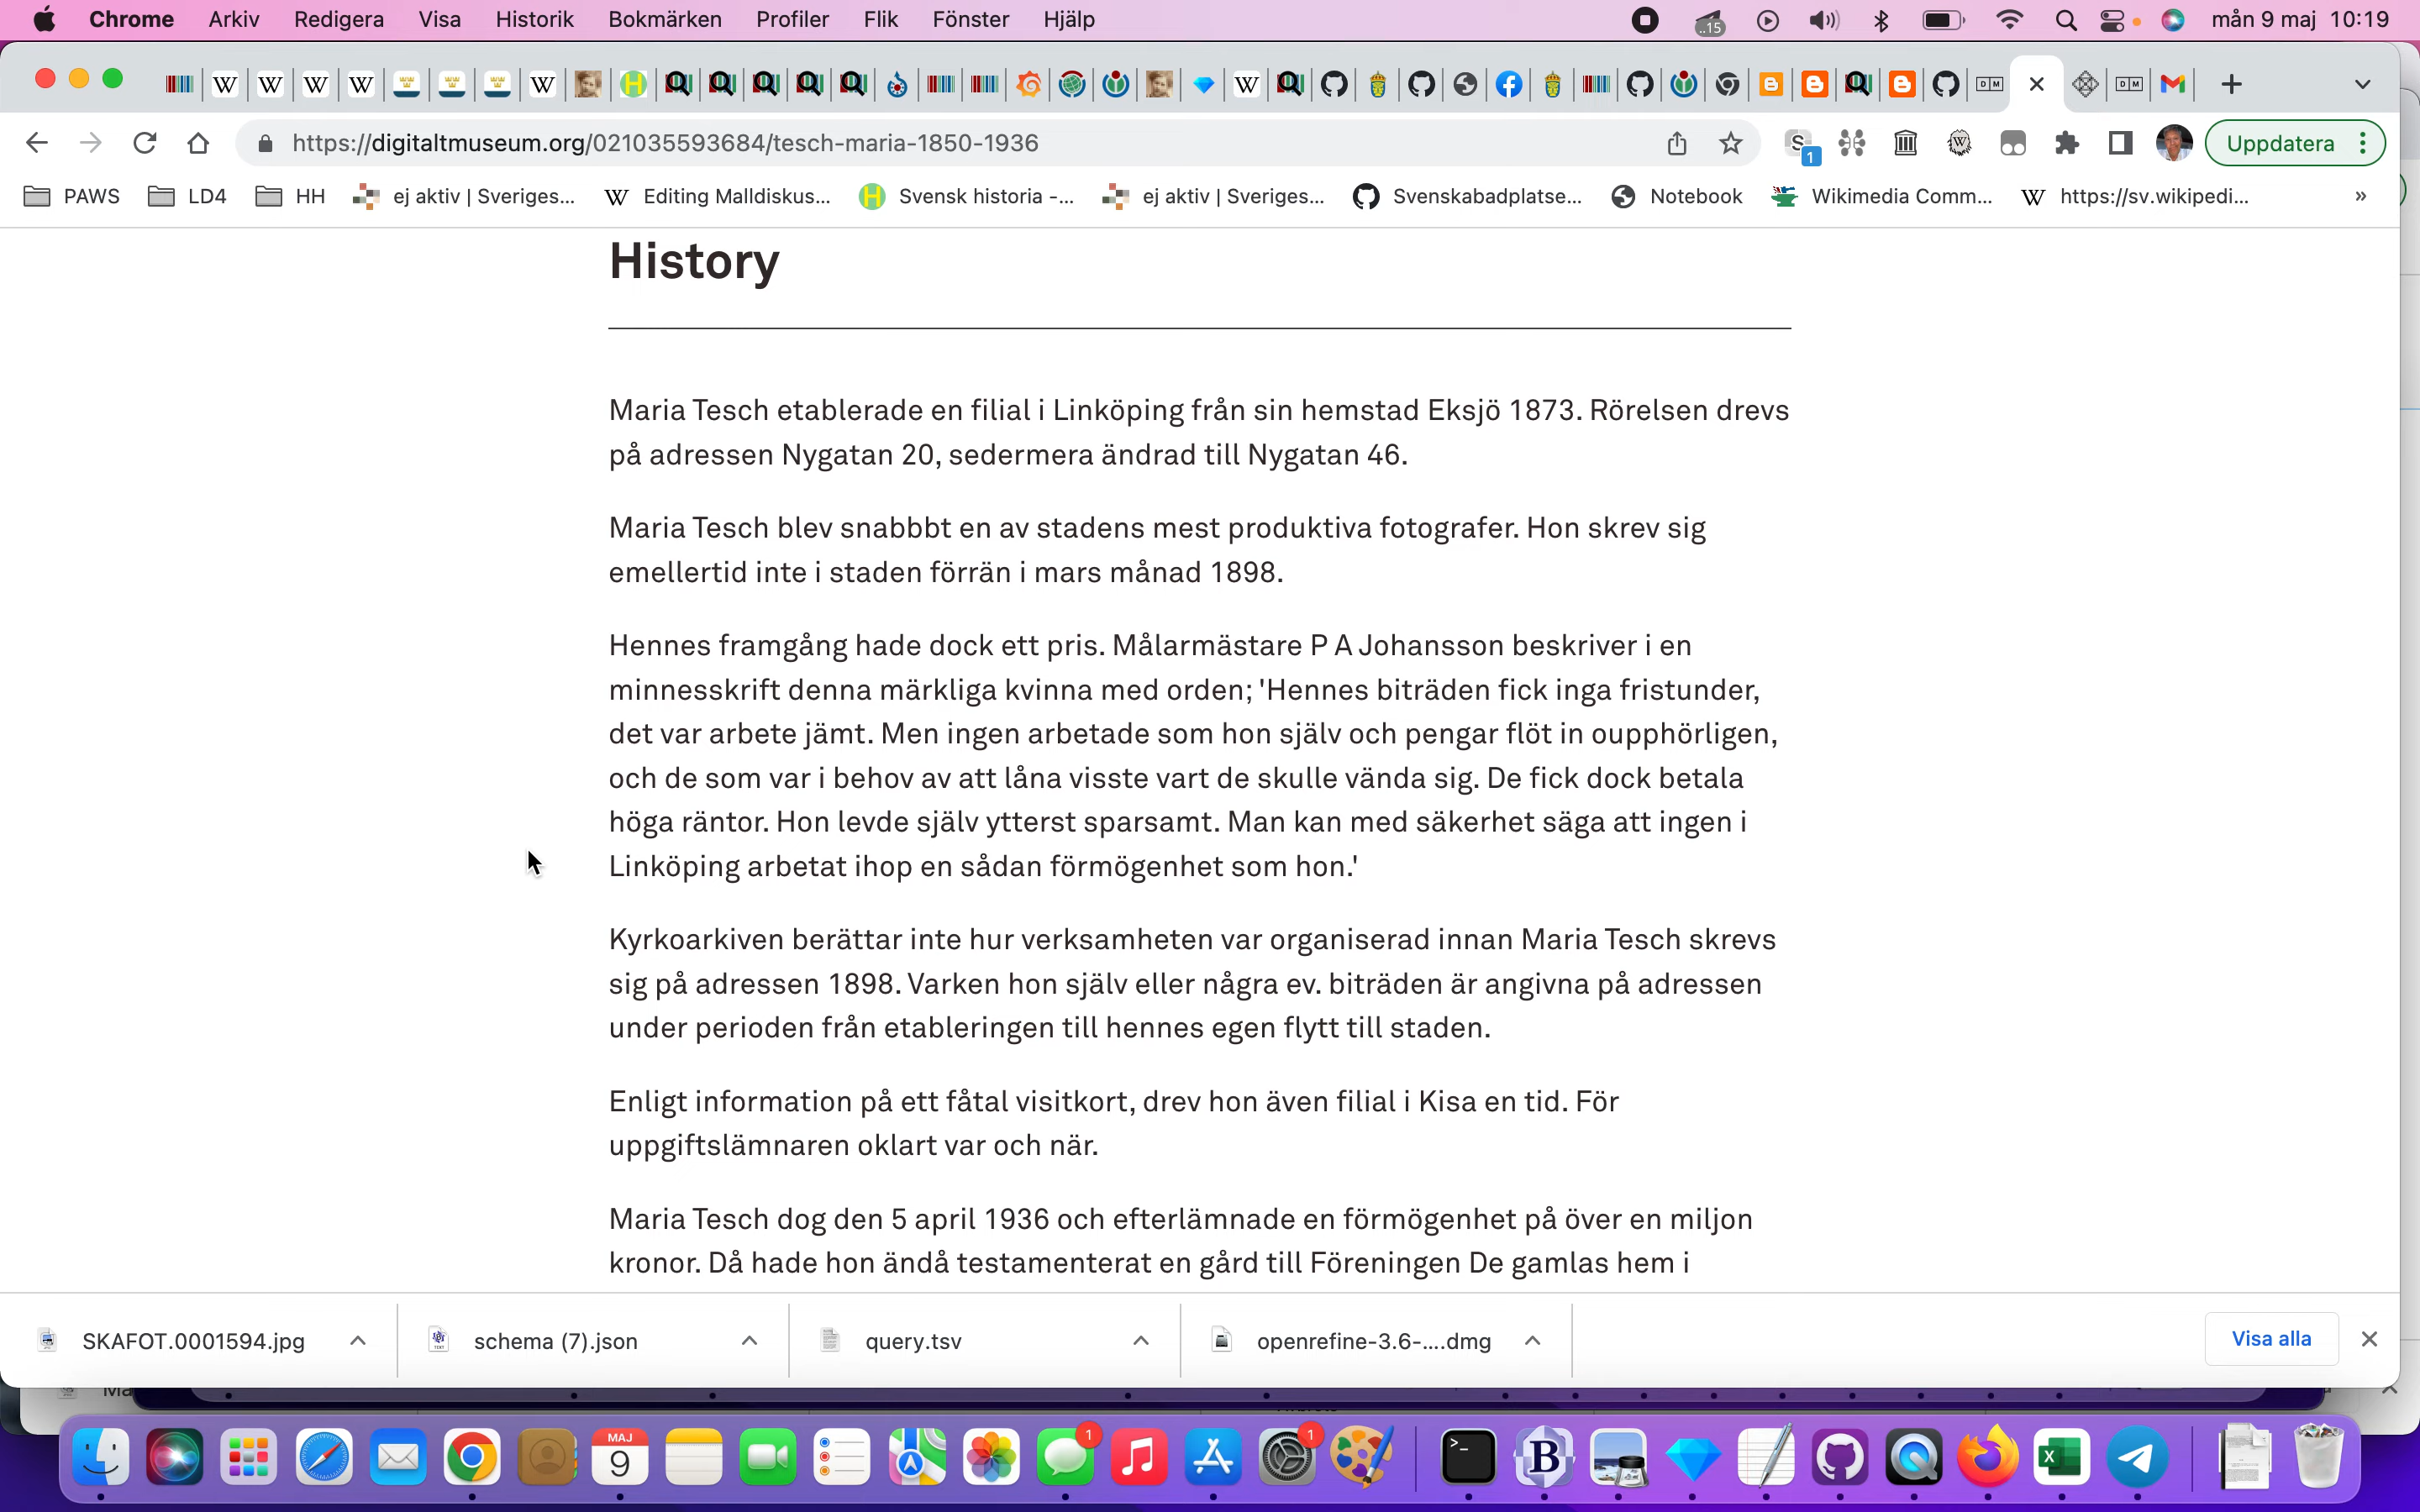 Chrome Arkiv Redigera Visa Historik Bokmärken Profiler Flik Fönster Hjälp ..15 mån 9 maj 10:19
https://digitaltmuseum.org/021035593684/tesch-maria-1850-1936 1 Uppdatera
PAWS LD4 HH ej aktiv | Sveriges... Editing Malldiskus... Svensk historia -... ej aktiv | Sveriges... Svenskabadplatse... Notebook Wikimedia Comm... https://sv.wikipedi... »
History
Maria Tesch etablerade en filial i Linköping från sin hemstad Eksjö 1873. Rörelsen drevs
på adressen Nygatan 20, sedermera ändrad till Nygatan 46.
Maria Tesch blev snabbbt en av stadens mest produktiva fotografer. Hon skrev sig
emellertid inte i staden förrän i mars månad 1898.
Hennes framgång hade dock ett pris. Målarmästare P A Johansson beskriver i en
minnesskrift denna märkliga kvinna med orden; 'Hennes biträden fick inga fristunder,
det var arbete jämt. Men ingen arbetade som hon själv och pengar flöt in oupphörligen,
och de som var i behov av att låna visste vart de skulle vända sig. De fick dock betala
höga räntor. Hon levde själv ytterst sparsamt. Man kan med säkerhet säga att ingen i
Linköping arbetat ihop en sådan förmögenhet som hon.'
Kyrkoarkiven berättar inte hur verksamheten var organiserad innan Maria Tesch skrevs
sig på adressen 1898. Varken hon själv eller några ev. biträden är angivna på adressen
under perioden från etableringen till hennes egen flytt till staden.
Enligt information på ett fåtal visitkort, drev hon även filial i Kisa en tid. För
uppgiftslämnaren oklart var och när.
Maria Tesch dog den 5 april 1936 och efterlämnade en förmögenhet på över en miljon
kronor. Då hade hon ändå testamenterat en gård till Föreningen De gamlas hem i
SKAFOT.0001594.jpg schema (7).json query.tsv openrefine-3.6-....dmg Visa alla
MAJ
9
1
1